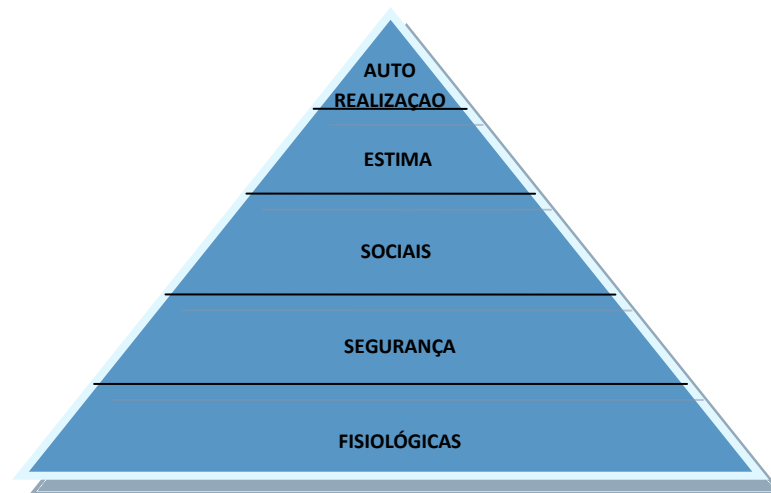 AUTO
REALIZAÇAO
ESTIMA
SOCIAIS
SEGURANÇA
FISIOLÓGICAS